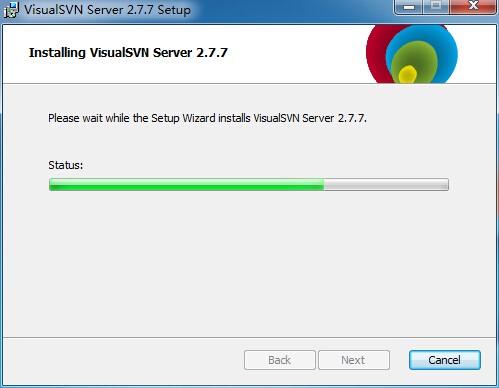 VisualSVN Server 2.7.7 Setup
Installing VisualSVN Server 2.7.7
Please wait while the Setup Wizard installs VisualSVN Server 2.7.7.
Status:
Back
Next
Cancel